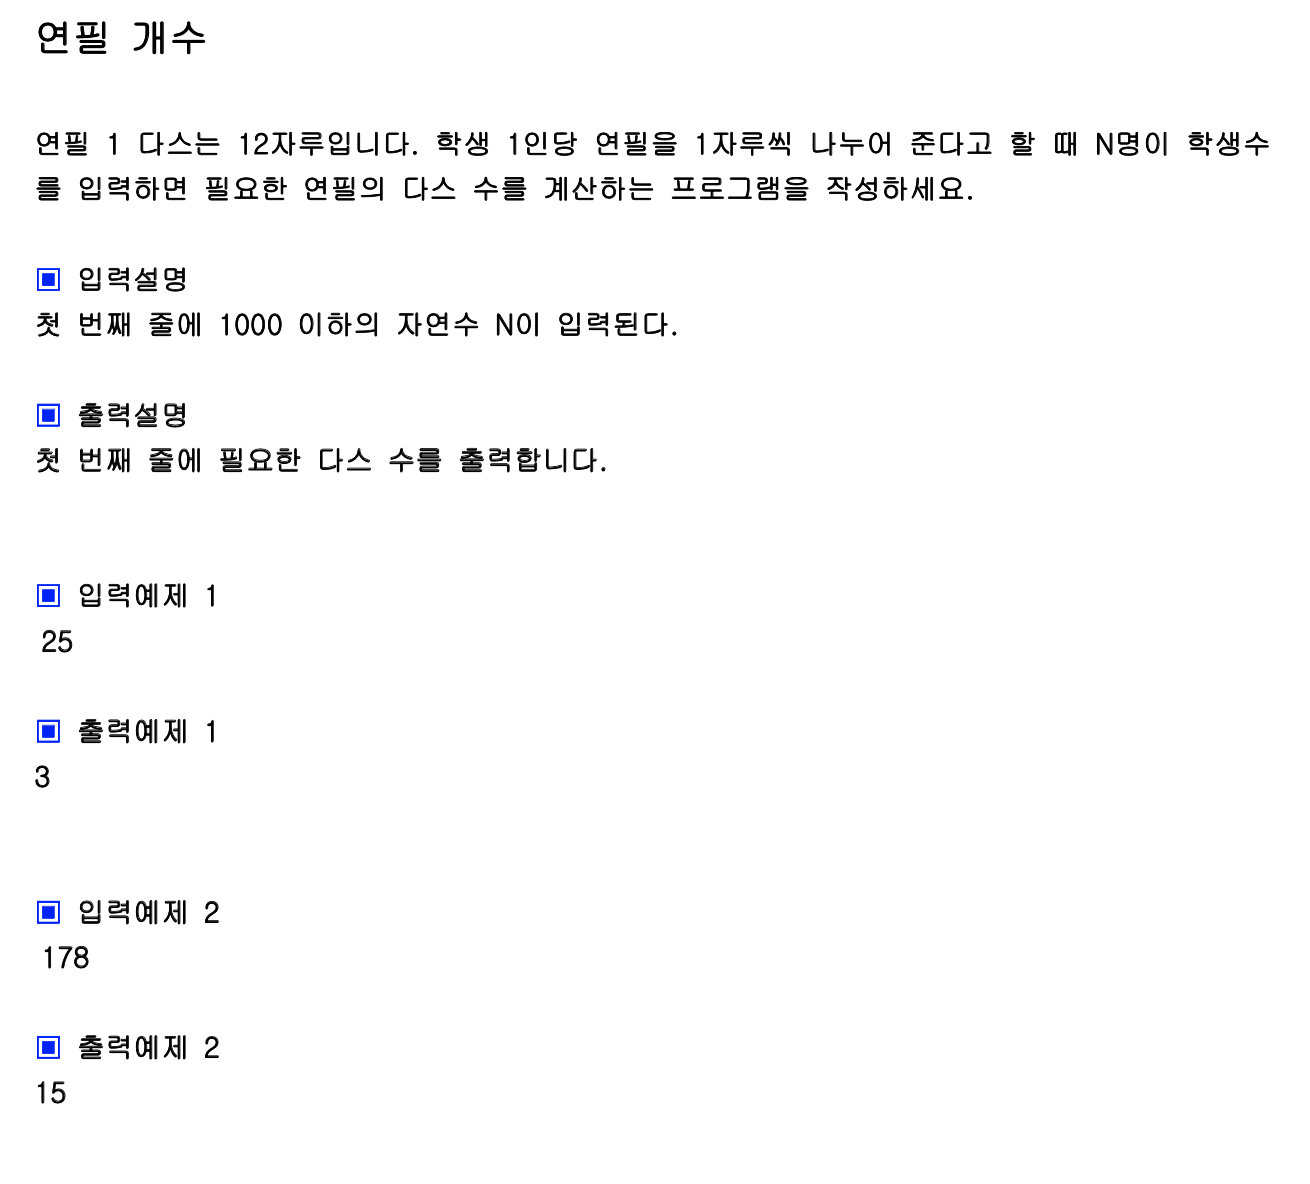 연필 개수
연필 1 다스는 12자루입니다. 학생 1인당 연필을 1자루씩 나누어 준다고 할 때 N명이 학생수
를 입력하면 필요한 연필의 다스 수를 계산하는 프로그램을 작성하세요.
▣ 입력설명
첫 번째 줄에 1000 이하의 자연수 N이 입력된다.
▣ 출력설명
첫 번째 줄에 필요한 다스 수를 출력합니다.
▣ 입력예제 1
25
▣ 출력예제 1
3
▣ 입력예제 2
178
▣ 출력예제 2
15